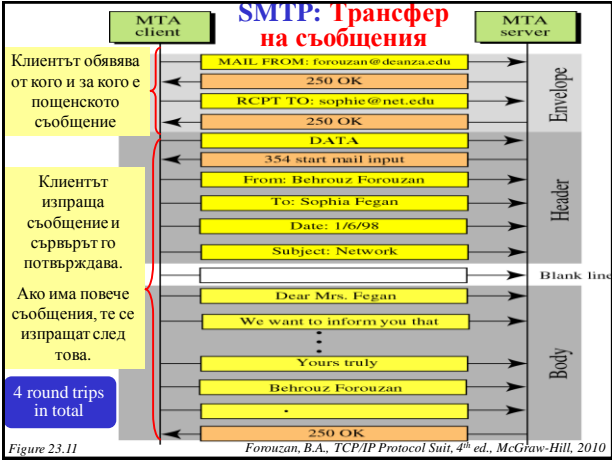 SMTP: Трансфер
на съобщения
MTA
client
MTA
server
Клиентът обявява
от кого и за кого е
пощенското
съобщение
MAIL FROM: forouzan@deanza.edu
250 OK
RCPT TO: sophie@net.edu
250 OK
Envelope
DATA
354 start mail input
From: Behrouz Forouzan
To: Sophia Fegan
Date: 1/6/98
Subject: Network
Header
Клиентът
изпраща
съобщение и
сървърът го
потвърждава.
Ако има повече
съобщения, те се
изпращат след
това.
Blank line
Dear Mrs. Fegan
We want to inform you that
Yours truly
Behrouz Forouzan
.
250 OK
Body
4 round trips
in total
Figure 23.11
Forouzan, B.A., TCP/IP Protocol Suit, 4th ed., McGraw-Hill, 2010